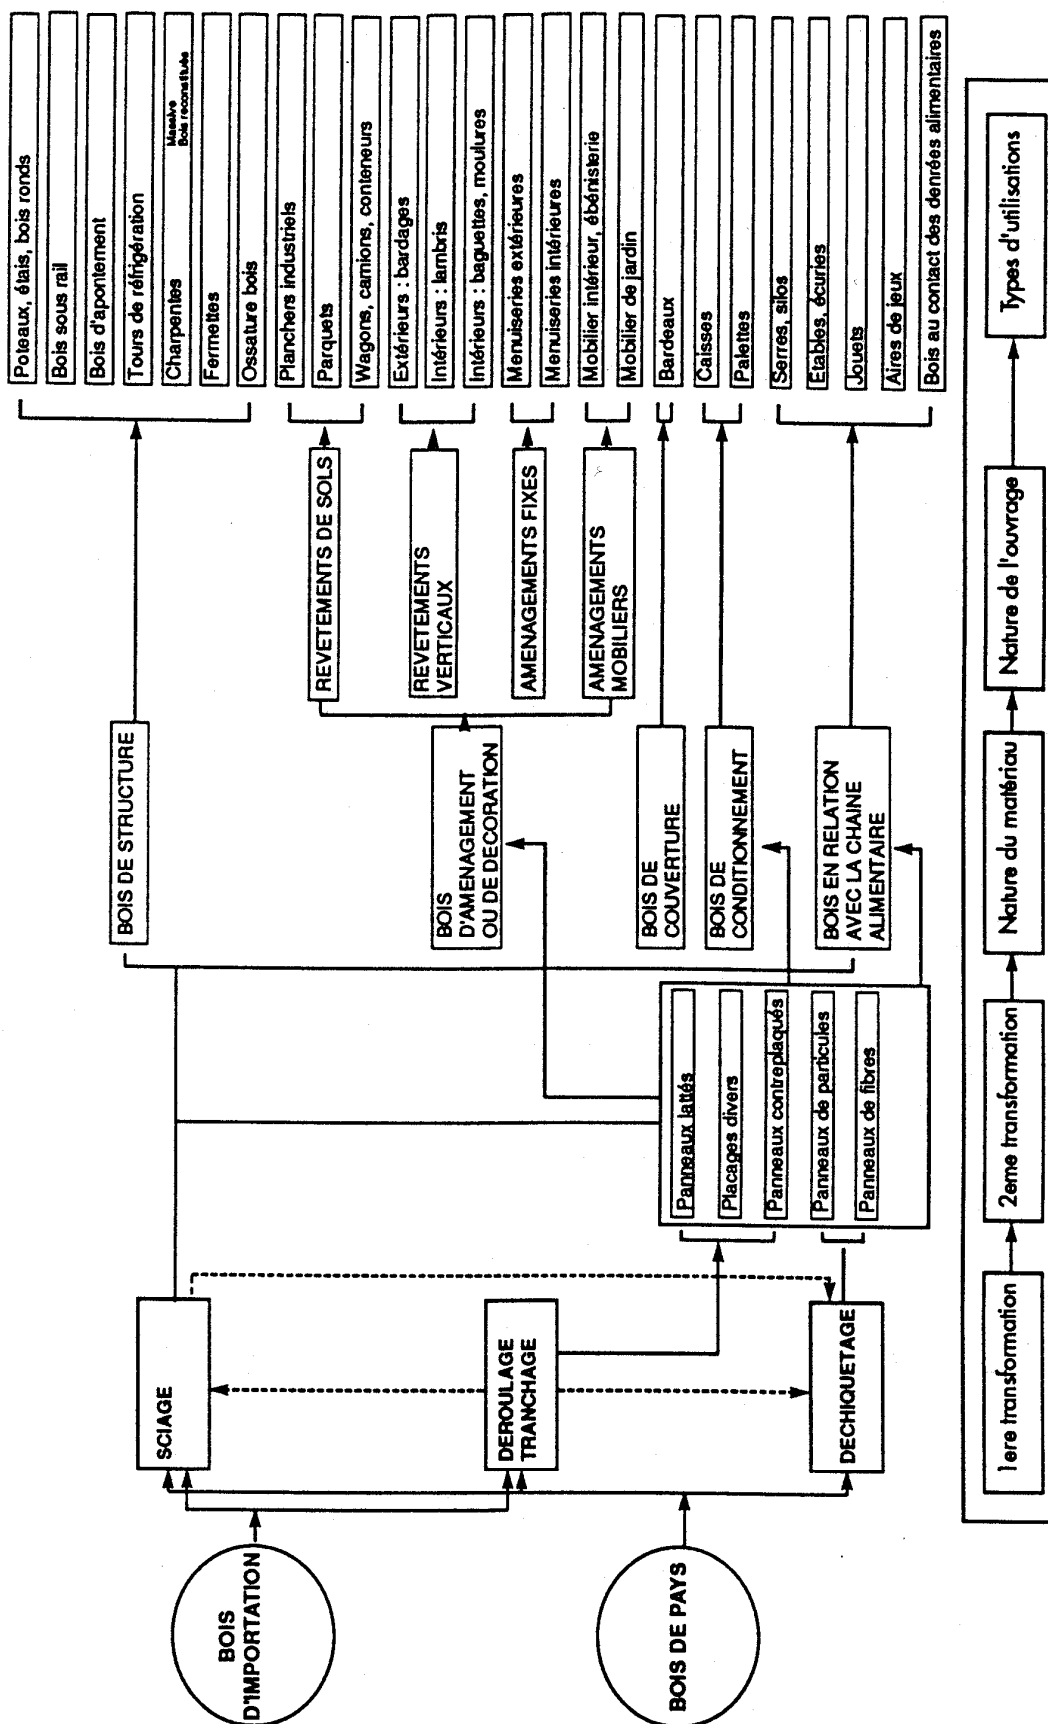 BOIS
D'IMPORTATION
BOIS DE PAYS
SCIAGE
DEROULAGE
TRANCHAGE
DECHIQUETAGE
Panneaux lattés
Placages divers
Panneaux contreplaqués
Panneaux de particules
Panneaux de fibres
BOIS DE STRUCTURE
BOIS
D'AMENAGEMENT
OU DE DECORATION
BOIS DE
COUVERTURE
BOIS DE
CONDITIONNEMENT
BOIS EN RELATION
AVEC LA CHAINE
ALIMENTAIRE
REVETEMENTS DE SOLS
REVETEMENTS
VERTICAUX
AMENAGEMENTS FIXES
AMENAGEMENTS
MOBILIERS
Poteaux, étais, bois ronds
Bois sous rail
Bois d'apontement
Tours de réfrigération
Charpentes
Massive
Bois reconstituée
Fermettes
Ossature bois
Planchers industriels
Parquets
Wagons, camions, conteneurs
Extérieurs : bardages
Intérieurs : lambris
Intérieurs : baguettes, moulures
Menuiseries extérieures
Menuiseries intérieures
Mobilier intérieur, ébénisterie
Mobilier de jardin
Bardeaux
Caisses
Palettes
Serres, silos
Etables, écuries
Jouets
Aires de jeux
Bois au contact des denrées alimentaires
1ere transformation
2eme transformation
Nature du matériau
Nature de l'ouvrage
Types d'utilisations